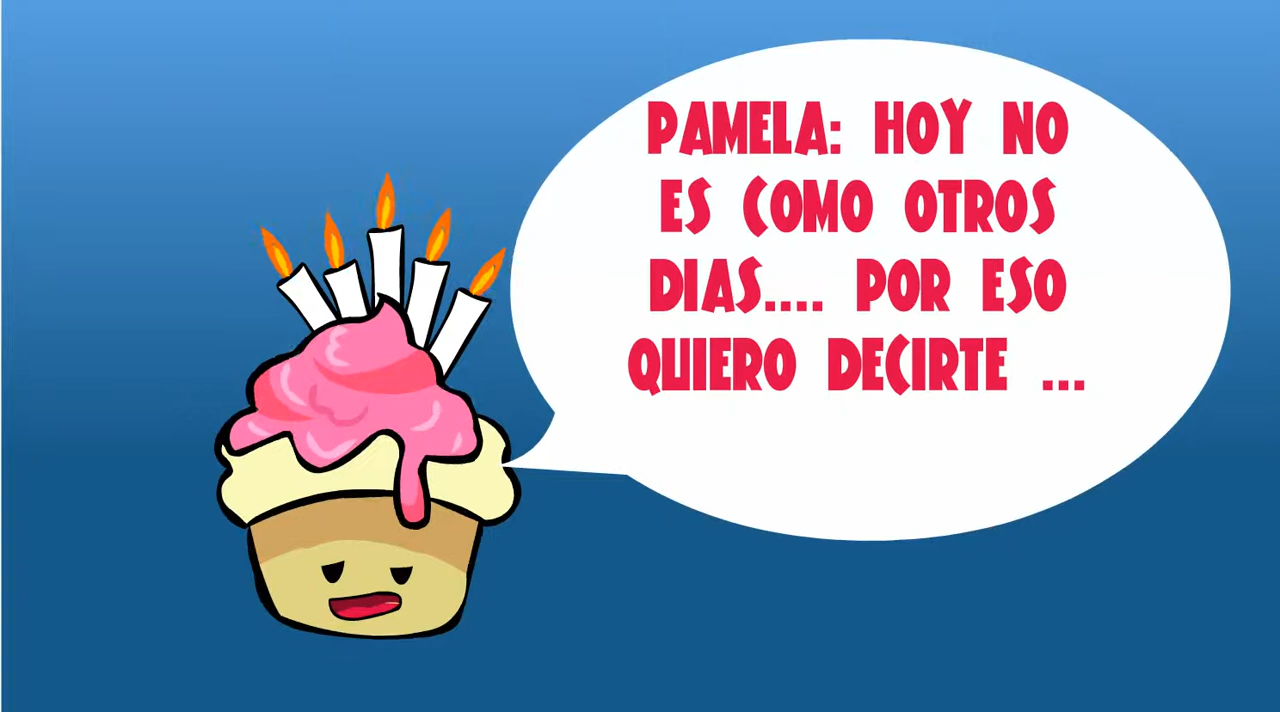 PAMELA: HOY NO
ES COMO OTROS
DIAS.... POR ESO
QUIERO DECIRTE ...